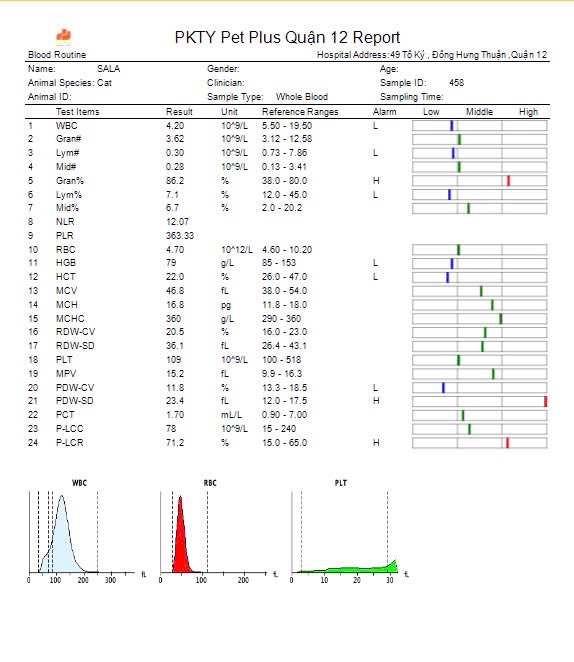 PKTY Pet Plus Quận 12 Report
Blood Routine Hospital Address:49 Tô Ký , Đông Hưng Thuận ,Quận 12
Name: SALA Gender: Age:
Animal Species: Cat Clinician: Sample ID: 458
Animal ID: Sample Type: Whole Blood Sampling Time:
Test Items Result Unit Reference Ranges Alarm Low Middle High
1 WBC 4.20 10^9/L 5.50 - 19.50 L
2 Gran# 3.62 10^9/L 3.12 - 12.58
3 Lym# 0.30 10^9/L 0.73 - 7.86 L
4 Mid# 0.28 10^9/L 0.13 - 3.41
5 Gran% 86.2 % 38.0 - 80.0 H
6 Lym% 7.1 % 12.0 - 45.0 L
7 Mid% 6.7 % 2.0 - 20.2
8 NLR 12.07
9 PLR 363.33
10 RBC 4.70 10^12/L 4.60 - 10.20
11 HGB 79 g/L 85 - 153 L
12 HCT 22.0 % 26.0 - 47.0 L
13 MCV 46.8 fL 38.0 - 54.0
14 MCH 16.8 pg 11.8 - 18.0
15 MCHC 360 g/L 290 - 360
16 RDW-CV 20.5 % 16.0 - 23.0
17 RDW-SD 36.1 fL 26.4 - 43.1
18 PLT 109 10^9/L 100 - 518
19 MPV 15.2 fL 9.9 - 16.3
20 PDW-CV 11.8 % 13.3 - 18.5 L
21 PDW-SD 23.4 fL 12.0 - 17.5 H
22 PCT 1.70 mL/L 0.90 - 7.00
23 P-LCC 78 10^9/L 15 - 240
24 P-LCR 71.2 % 15.0 - 65.0 H
WBC RBC PLT
0 100 200 300 fL 0 100 200 fL 0 10 20 30 fL